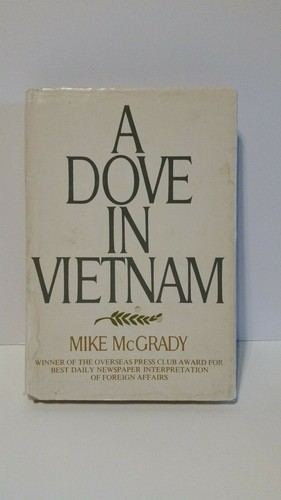 A
DOVE
IN
VIETNAM
MIKE McGRADY
WINNER OF THE OVERSEAS PRESS CLUB AWARD FOR
BEST DAILY NEWSPAPER INTERPRETATION
OF FOREIGN AFFAIRS